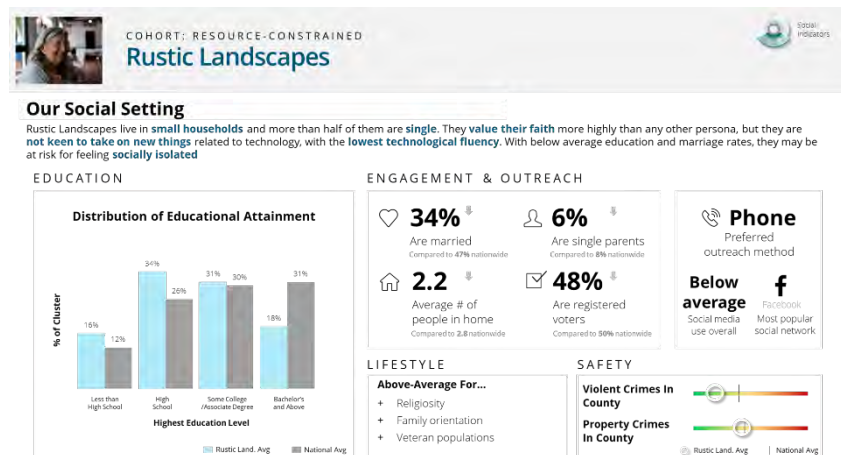 COHORT: RESOURCE-CONSTRAINED
Rustic Landscapes
Social
Indicators
Our Social Setting
Rustic Landscapes live in small households and more than half of them are single. They value their faith more highly than any other persona, but they are
not keen to take on new things related to technology, with the lowest technological fluency. With below average education and marriage rates, they may be
at risk for feeling socially isolated
EDUCATION
Distribution of Educational Attainment
% of Cluster
16%
12%
34%
26%
31%
30%
18%
31%
Less than
High School
High
School
Some College
/Associate Degree
Bachelor's
and Above
Highest Education Level
Rustic Land. Avg
National Avg
ENGAGEMENT & OUTREACH
34%
Are married
Compared to 47% nationwide
6%
Are single parents
Compared to 8% nationwide
2.2
Average # of
people in home
Compared to 2.8 nationwide
48%
Are registered
voters
Compared to 50% nationwide
Phone
Preferred
outreach method
Below
average
Social media
use overall
Facebook
Most popular
social network
LIFESTYLE
Above-Average For...
+ Religiosity
+ Family orientation
+ Veteran populations
SAFETY
Violent Crimes In
County
Property Crimes
In County
Rustic Land. Avg
National Avg